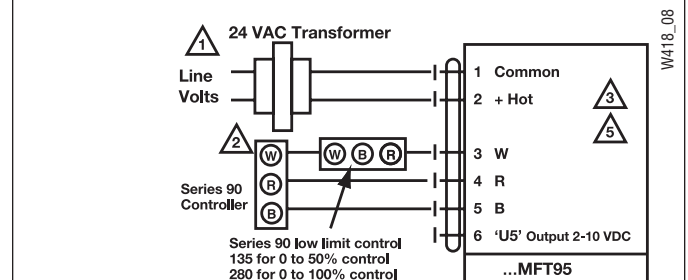 24 VAC Transformer
1
Line
Volts
W418_08
1 Common
2 + Hot
3
5
2
W
R
B
W B R
3 W
4 R
5 B
6 'U5' Output 2-10 VDC
Series 90
Controller
Series 90 low limit control
135 for 0 to 50% control
280 for 0 to 100% control
...MFT95